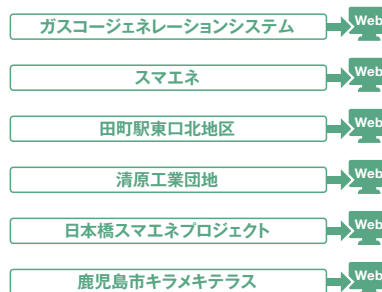 ガスコージェネレーションシステム Web
スマエネ Web
田町駅東口北地区 Web
清原工業団地 Web
日本橋スマエネプロジェクト Web
鹿児島市キラメキテラス Web